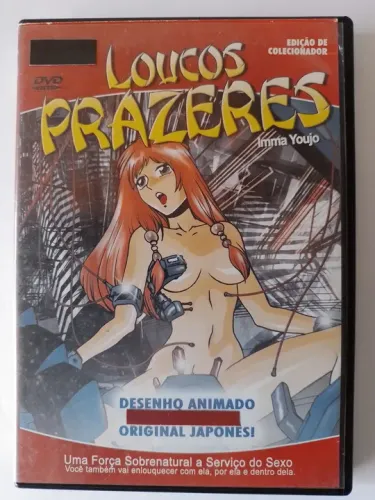 EDIÇÃO DE
COLECIONADOR
DVD
LOUCOS
PRAZERES
Imma Youjo
DESENHO ANIMADO
ORIGINAL JAPONES!
Uma Força Sobrenatural a Serviço do Sexo
Você também vai enlouquecer com ela, por ela e dentro dela.